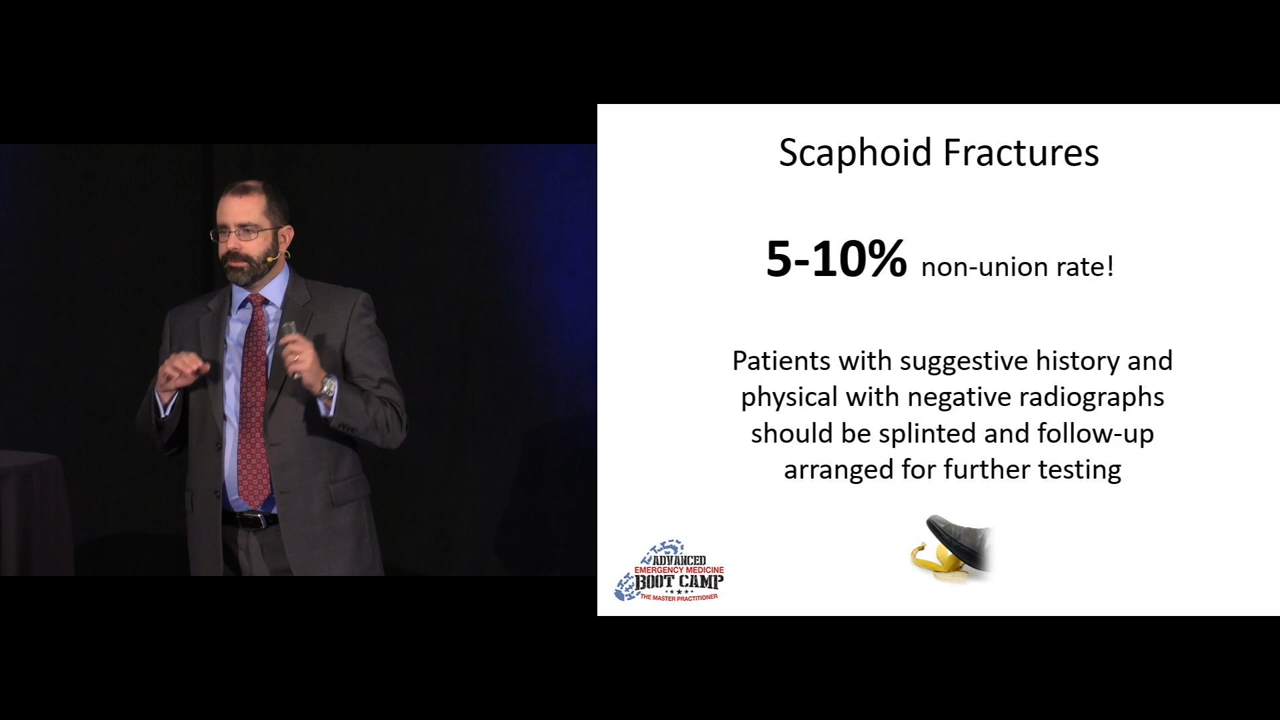 Scaphoid Fractures
5-10% non-union rate!
Patients with suggestive history and
physical with negative radiographs
should be splinted and follow-up
arranged for further testing
ADVANCED
EMERGENCY MEDICINE
BOOT CAMP
THE MASTER PRACTITIONER